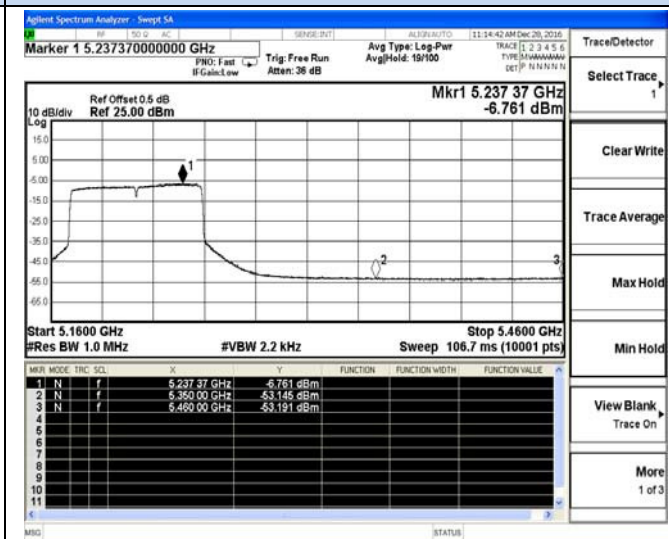 Agilent Spectrum Analyzer - Swept SA
RF 50 Ω AC SENSE:INT ALIGN AUTO 11:14:42 AM Dec 28, 2016
Marker 1 5.237370000000 GHz
PNO: Fast
IFGain:Low
Trig: Free Run
Atten: 36 dB
Avg Type: Log-Pwr
Avg|Hold: 19/100
TRACE 1 2 3 4 5 6
TYPE
DET P N N N N N
Ref Offset 0.5 dB
10 dB/div Ref 25.00 dBm
Log
Mkr1 5.237 37 GHz
-6.761 dBm
15.0
5.00
-5.00
-15.0
-25.0
-35.0
-45.0
-55.0
-65.0
1
2
3
Start 5.1600 GHz Stop 5.4600 GHz
#Res BW 1.0 MHz #VBW 2.2 kHz Sweep 106.7 ms (10001 pts)
MKR MODE TRC SCL X Y FUNCTION FUNCTION WIDTH FUNCTION VALUE
1 N f 5.237 37 GHz -6.761 dBm
2 N f 5.350 00 GHz -53.145 dBm
3 N f 5.460 00 GHz -53.191 dBm
4
5
6
7
8
9
10
11
MSG STATUS
Trace/Detector
Select Trace
1
Clear Write
Trace Average
Max Hold
Min Hold
View Blank
Trace On
More
1 of 3